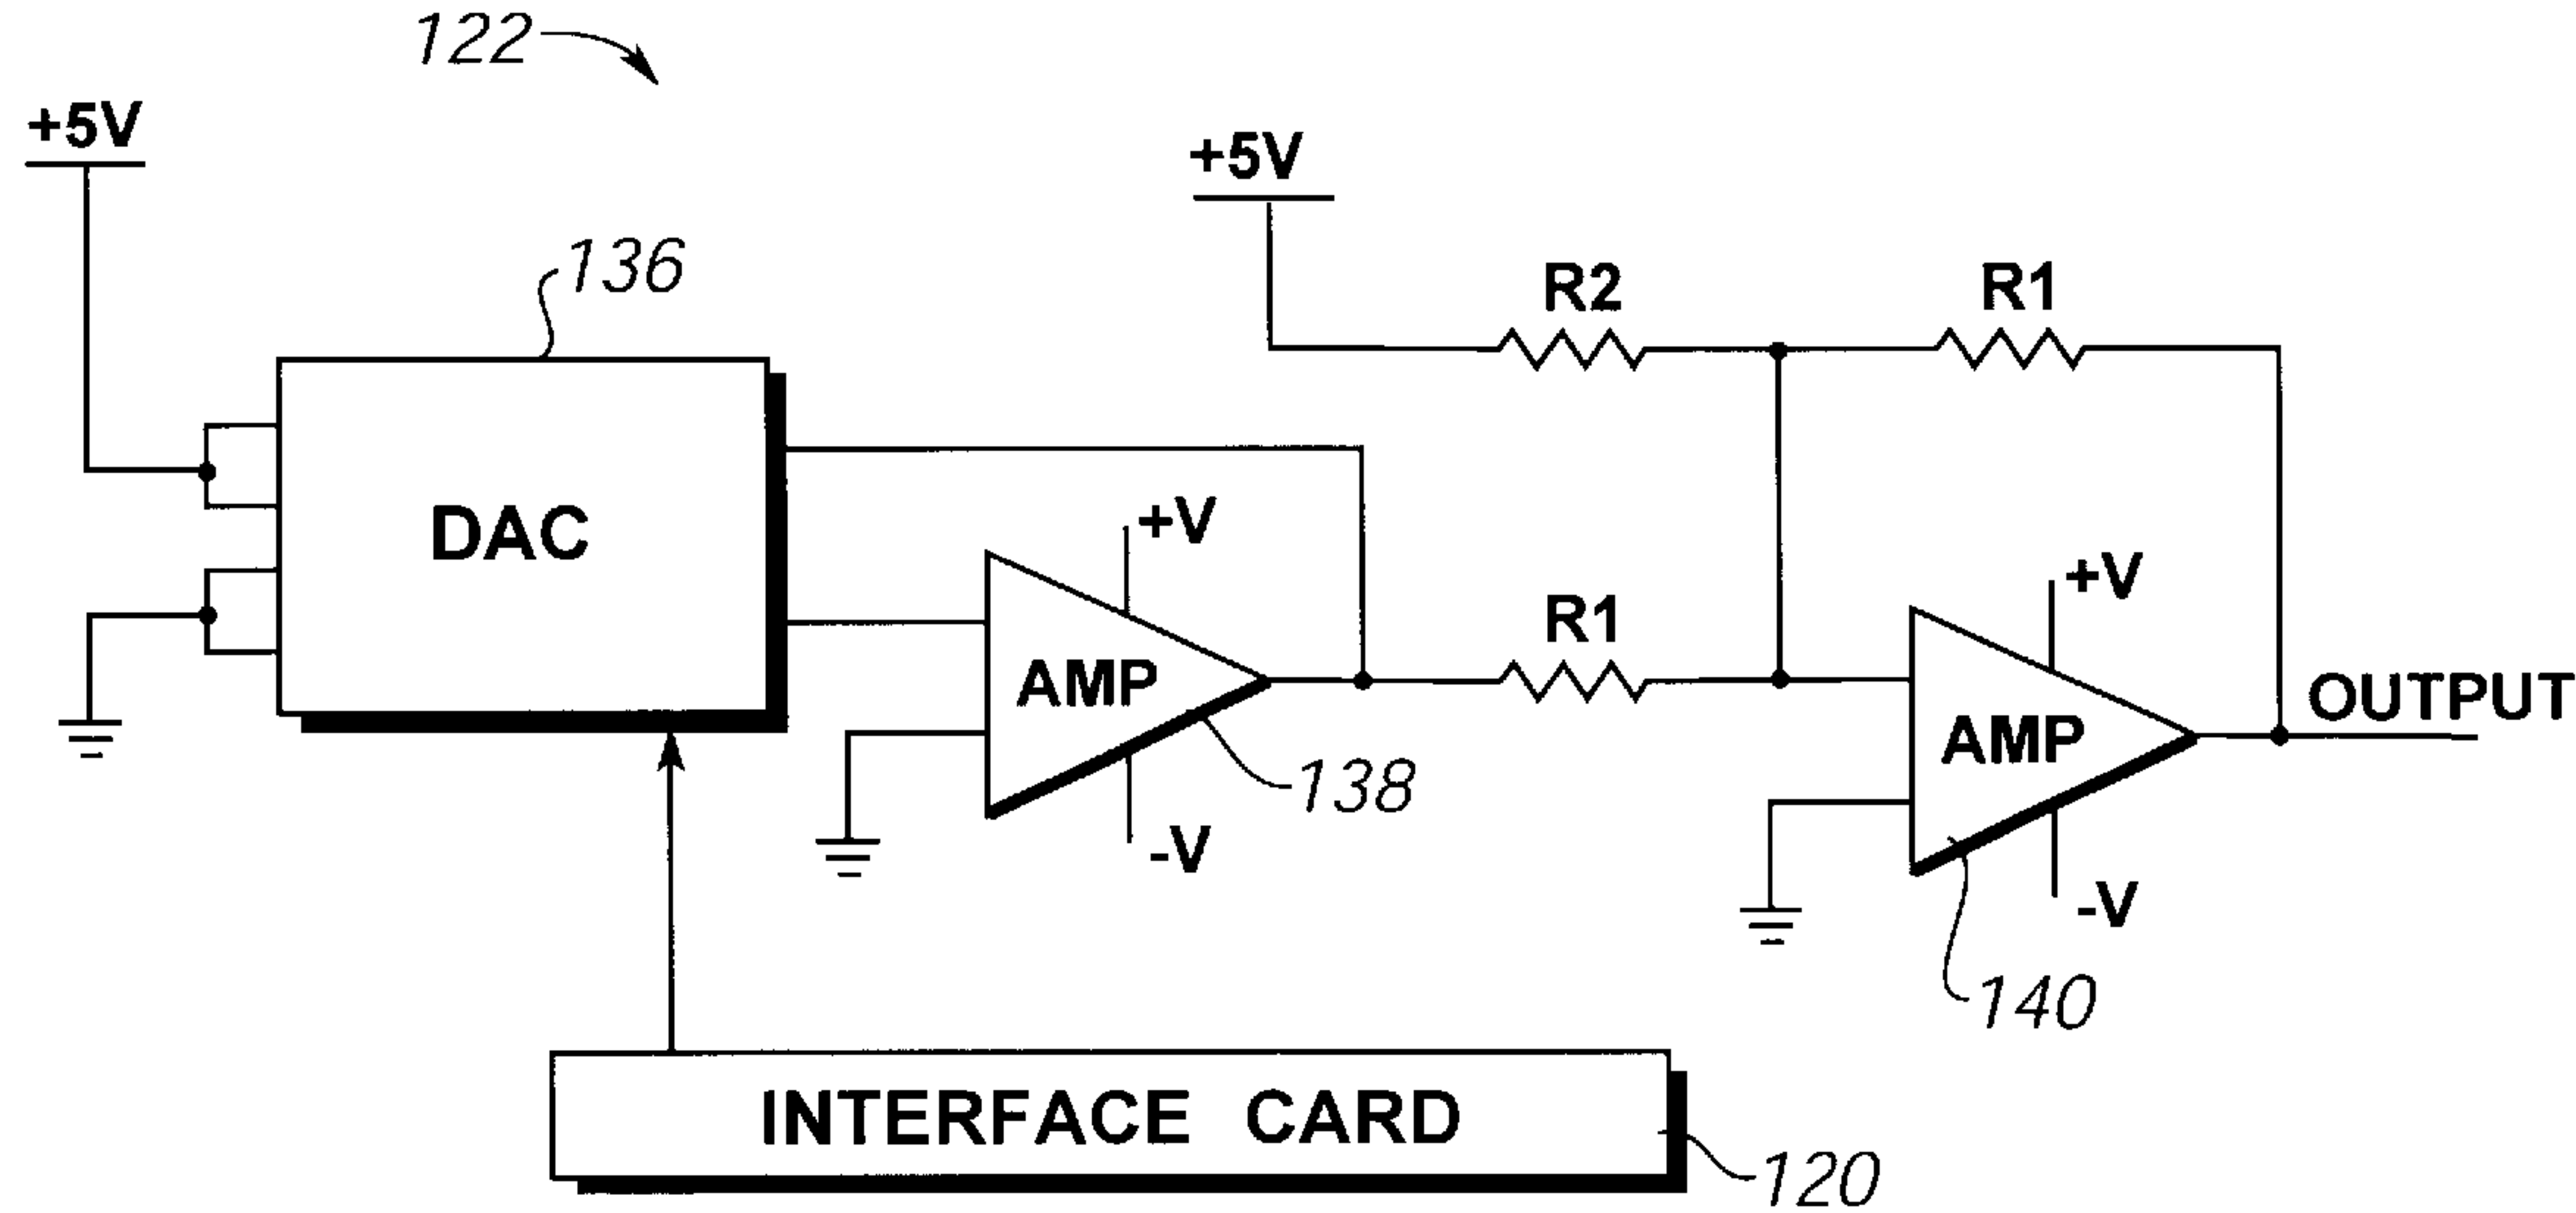 122
+5V
+5V
136
R2
R1
DAC
+V
AMP
138
-V
R1
+V
AMP
OUTPUT
-V
140
INTERFACE CARD
120